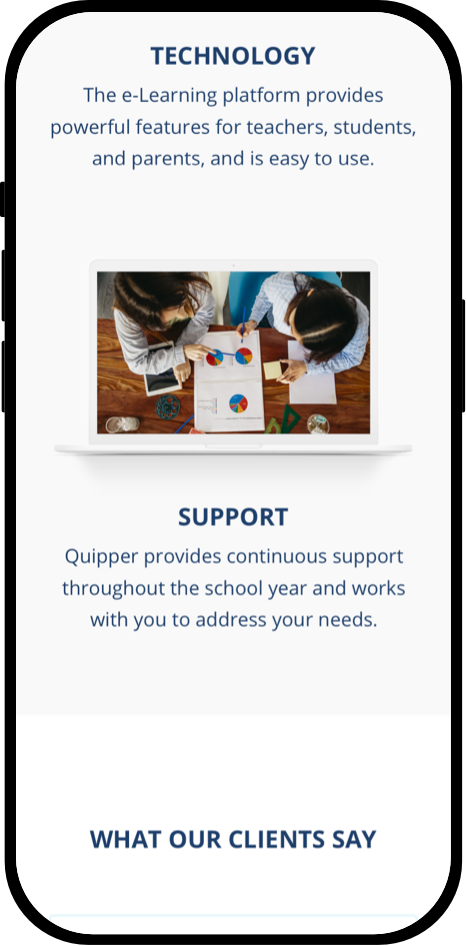 TECHNOLOGY
The e-Learning platform provides
powerful features for teachers, students,
and parents, and is easy to use.
SUPPORT
Quipper provides continuous support
throughout the school year and works
with you to address your needs.
WHAT OUR CLIENTS SAY